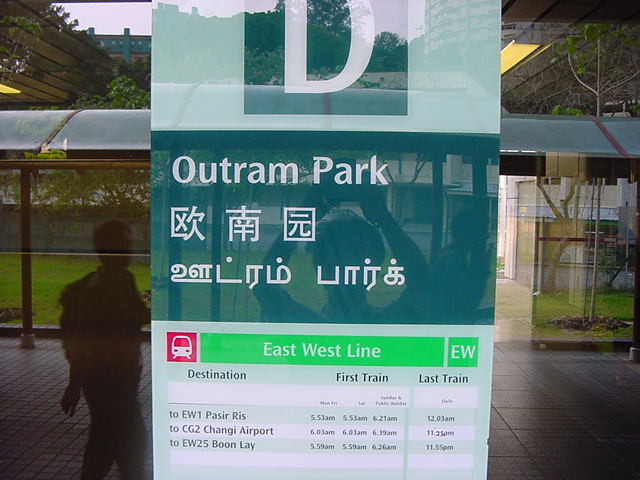 D
Outram Park
欧南园
ஊட்ரம் பார்க்
East West Line EW
Destination First Train Last Train
Mon-Fri Sat Sunday & Public Holiday Daily
to EW1 Pasir Ris 5.53am 5.53am 6.21am 12.03am
to CG2 Changi Airport 6.03am 6.03am 6.39am 11.25pm
to EW25 Boon Lay 5.59am 5.59am 6.26am 11.55pm